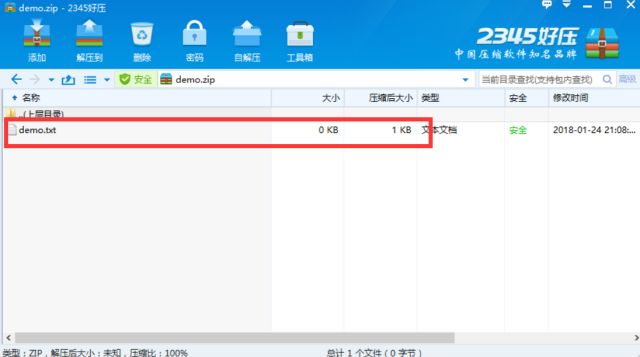 demo.zip - 2345好压
添加 解压到 删除 密码 自解压 工具箱
2345好压
中国压缩软件知名品牌
安全 demo.zip 当前目录查找(支持包内查找) 高级
名称 大小 压缩后大小 类型 安全 修改时间
..(上层目录)
demo.txt 0 KB 1 KB 文本文档 安全 2018-01-24 21:08:...
类型：ZIP，解压后大小：未知，压缩比：100% 总计 1 个文件（0 字节）